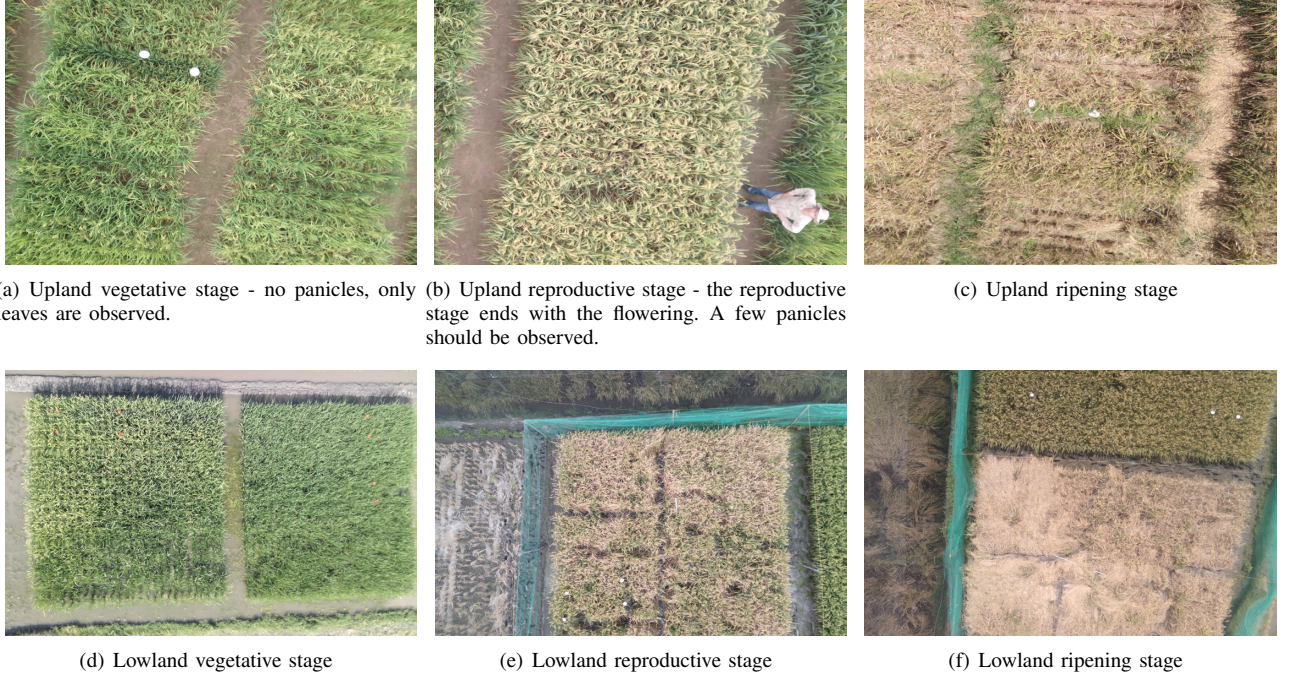 (a) Upland vegetative stage - no panicles, only
leaves are observed.
(b) Upland reproductive stage - the reproductive
stage ends with the flowering. A few panicles
should be observed.
(c) Upland ripening stage
(d) Lowland vegetative stage
(e) Lowland reproductive stage
(f) Lowland ripening stage